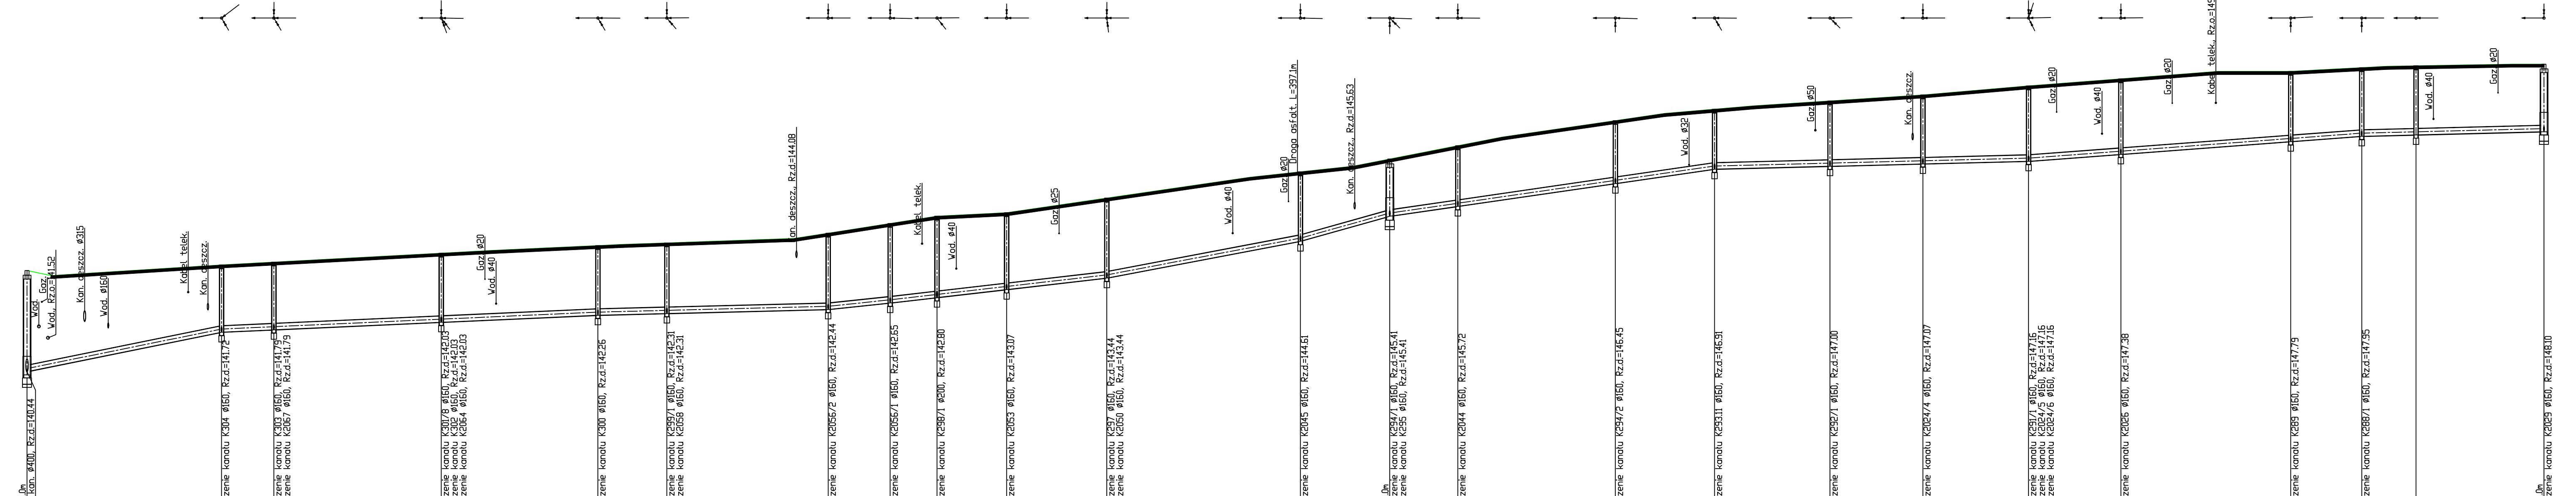 0m
kan. ø400, Rz.d.=140.44
Wod.
Gaz.
Wod., Rz.o.=141.52
Kan. deszcz. ø315
Wod. ø160
Kabel telek.
Kan. deszcz.
zenie kanału K304 ø160, Rz.d.=141.72
zenie kanału K303 ø160, Rz.d.=141.79
zenie kanału K2067 ø160, Rz.d.=141.79
zenie kanału K301/8 ø160, Rz.d.=142.03
zenie kanału K302 ø160, Rz.d.=142.03
zenie kanału K2064 ø160, Rz.d.=142.03
Gaz. ø20
Wod. ø40
zenie kanału K300 ø160, Rz.d.=142.26
zenie kanału K299/1 ø160, Rz.d.=142.31
zenie kanału K2058 ø160, Rz.d.=142.31
an. deszcz., Rz.d.=144.08
zenie kanału K2056/2 ø160, Rz.d.=142.44
zenie kanału K2056/1 ø160, Rz.d.=142.65
Kabel telek.
zenie kanału K298/1 ø200, Rz.d.=142.80
Wod. ø40
zenie kanału K2053 ø160, Rz.d.=143.07
Gaz. ø25
zenie kanału K297 ø160, Rz.d.=143.44
zenie kanału K2050 ø160, Rz.d.=143.44
Wod. ø40
Gaz. ø20
Droga asfalt. L=397.1m
zenie kanału K2045 ø160, Rz.d.=144.61
Kan. deszcz., Rz.d.=145.63
0m
zenie kanału K294/1 ø160, Rz.d.=145.41
zenie kanału K295 ø160, Rz.d.=145.41
zenie kanału K2044 ø160, Rz.d.=145.72
zenie kanału K294/2 ø160, Rz.d.=146.45
Wod. ø32
zenie kanału K293.11 ø160, Rz.d.=146.91
Gaz. ø50
zenie kanału K292/1 ø160, Rz.d.=147.00
Kan. deszcz.
zenie kanału K2024/4 ø160, Rz.d.=147.07
zenie kanału K291/1 ø160, Rz.d.=147.16
zenie kanału K2024/5 ø160, Rz.d.=147.16
zenie kanału K2024/6 ø160, Rz.d.=147.16
Gaz. ø20
Wod. ø40
zenie kanału K2026 ø160, Rz.d.=147.38
Gaz. ø20
Kabel telek., Rz.o.=149
zenie kanału K289 ø160, Rz.d.=147.79
zenie kanału K288/1 ø160, Rz.d.=147.95
Wod. ø40
Gaz. ø20
0m
zenie kanału K2029 ø160, Rz.d.=148.10